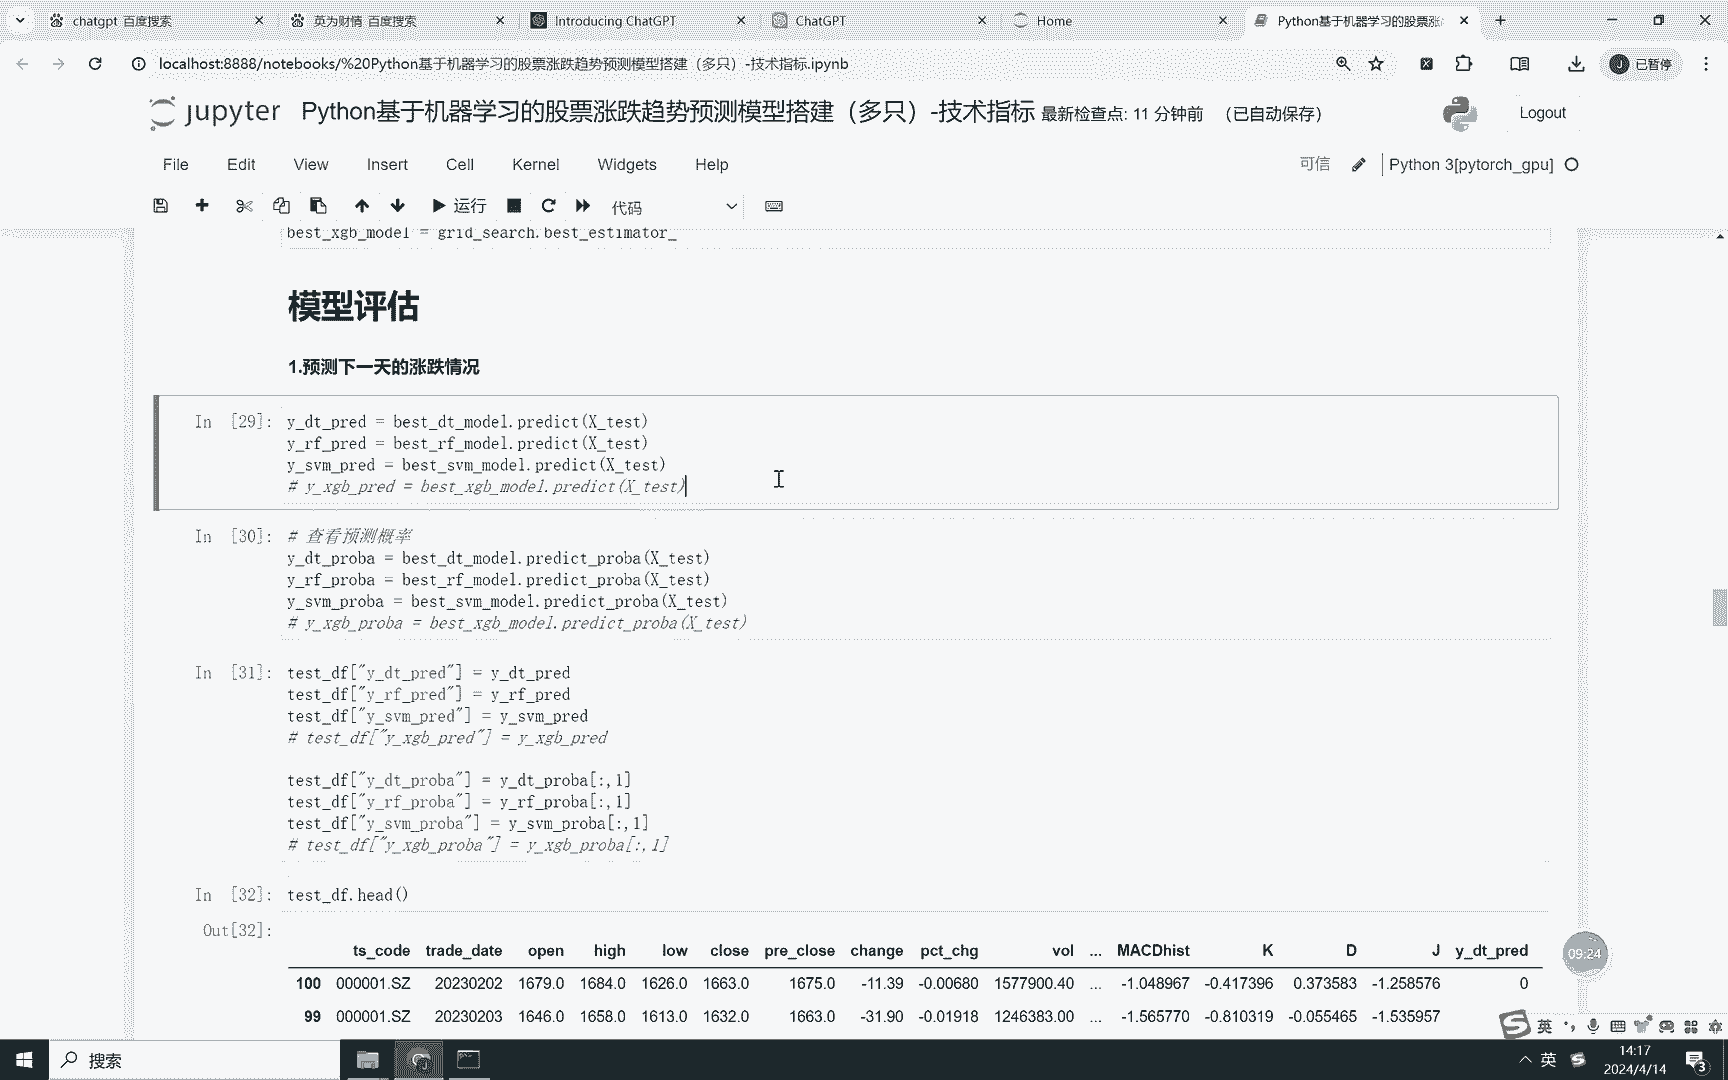 chatgpt_百度搜索
英为财情_百度搜索
Introducing ChatGPT
ChatGPT
Home
Python基于机器学习的股票涨
localhost:8888/notebooks/%20Python基于机器学习的股票涨跌趋势预测模型搭建（多只）-技术指标.ipynb
已暂停
jupyter Python基于机器学习的股票涨跌趋势预测模型搭建（多只）-技术指标 最新检查点: 11 分钟前 （已自动保存）
Logout
File Edit View Insert Cell Kernel Widgets Help
可信 Python 3[pytorch_gpu]
运行 代码
best_xgb_model = grid_search.best_estimator_
模型评估
1.预测下一天的涨跌情况
In [29]: y_dt_pred = best_dt_model.predict(X_test)
y_rf_pred = best_rf_model.predict(X_test)
y_svm_pred = best_svm_model.predict(X_test)
# y_xgb_pred = best_xgb_model.predict(X_test)
In [30]: # 查看预测概率
y_dt_proba = best_dt_model.predict_proba(X_test)
y_rf_proba = best_rf_model.predict_proba(X_test)
y_svm_proba = best_svm_model.predict_proba(X_test)
# y_xgb_proba = best_xgb_model.predict_proba(X_test)
In [31]: test_df["y_dt_pred"] = y_dt_pred
test_df["y_rf_pred"] = y_rf_pred
test_df["y_svm_pred"] = y_svm_pred
# test_df["y_xgb_pred"] = y_xgb_pred
test_df["y_dt_proba"] = y_dt_proba[:,1]
test_df["y_rf_proba"] = y_rf_proba[:,1]
test_df["y_svm_proba"] = y_svm_proba[:,1]
# test_df["y_xgb_proba"] = y_xgb_proba[:,1]
In [32]: test_df.head()
Out[32]:
ts_code trade_date open high low close pre_close change pct_chg vol ... MACDhist K D J y_dt_pred
100 000001.SZ 20230202 1679.0 1684.0 1626.0 1663.0 1675.0 -11.39 -0.00680 1577900.40 ... -1.048967 -0.417396 0.373583 -1.258576 0
99 000001.SZ 20230203 1646.0 1658.0 1613.0 1632.0 1663.0 -31.90 -0.01918 1246383.00 ... -1.565770 -0.810319 -0.055465 -1.535957
09:24
英
搜索
英
14:17
2024/4/14
3